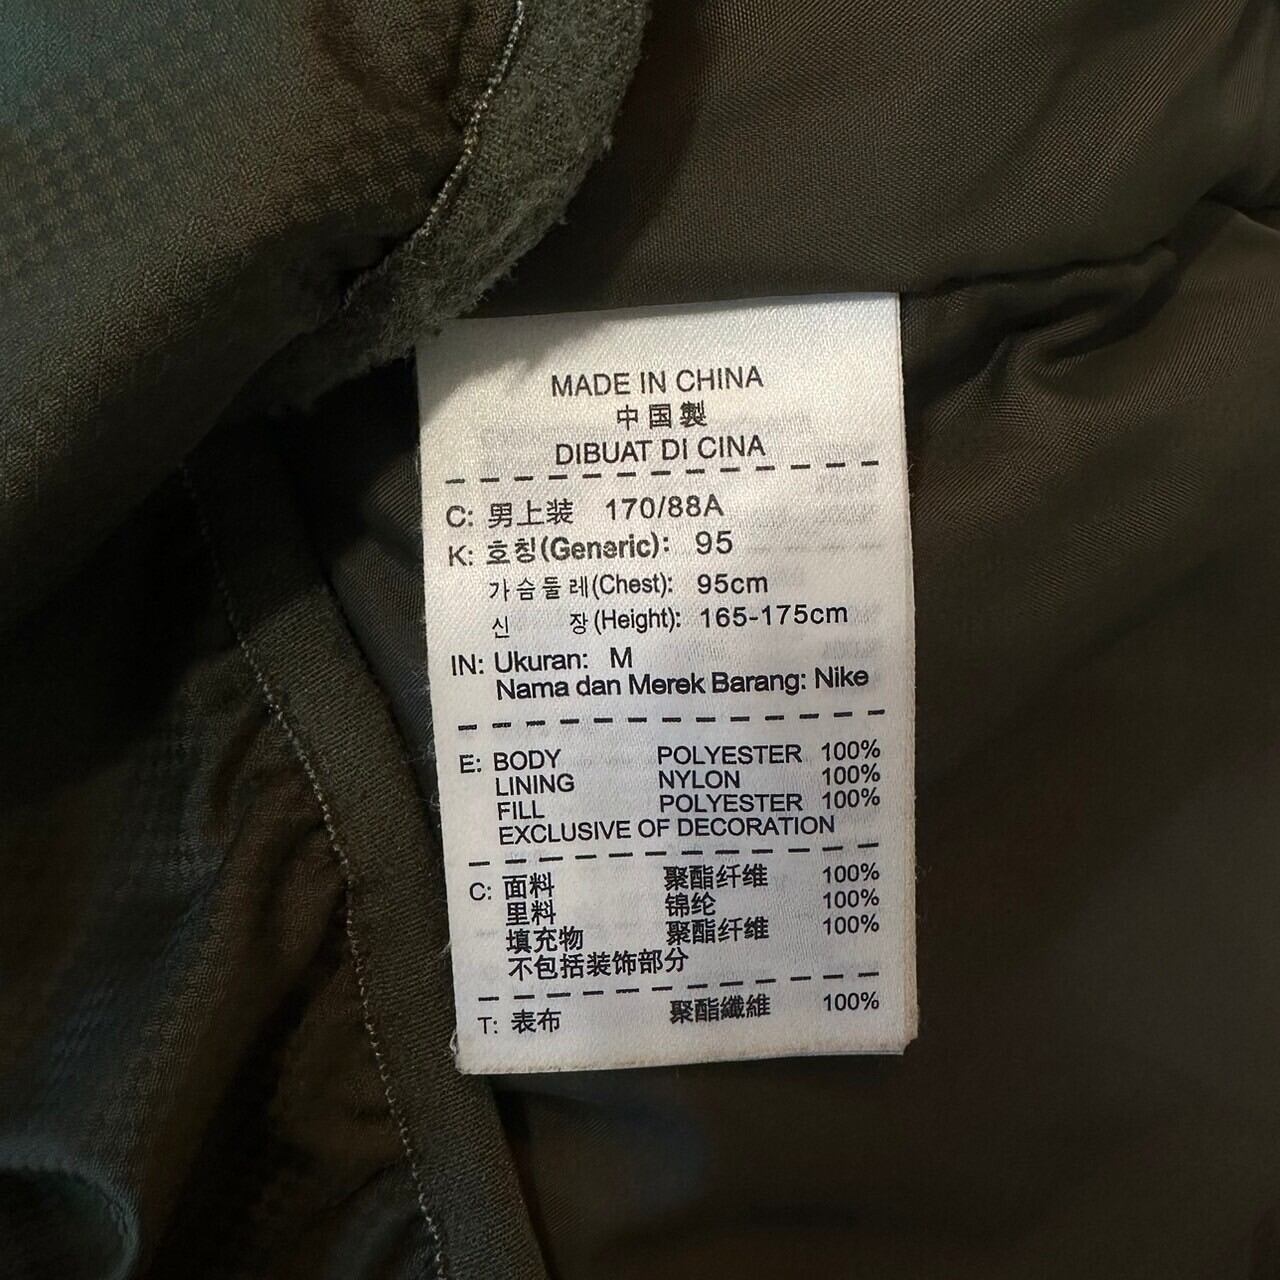 MADE IN CHINA
中国製
DIBUAT DI CINA
C: 男上装 170/88A
K: 호칭(Generic): 95
가슴둘레(Chest): 95cm
신 장(Height): 165-175cm
IN: Ukuran: M
Nama dan Merek Barang: Nike
E: BODY POLYESTER 100%
LINING NYLON 100%
FILL POLYESTER 100%
EXCLUSIVE OF DECORATION
C: 面料 聚酯纤维 100%
里料 锦纶 100%
填充物 聚酯纤维 100%
不包括装饰部分
T: 表布 聚酯纖維 100%